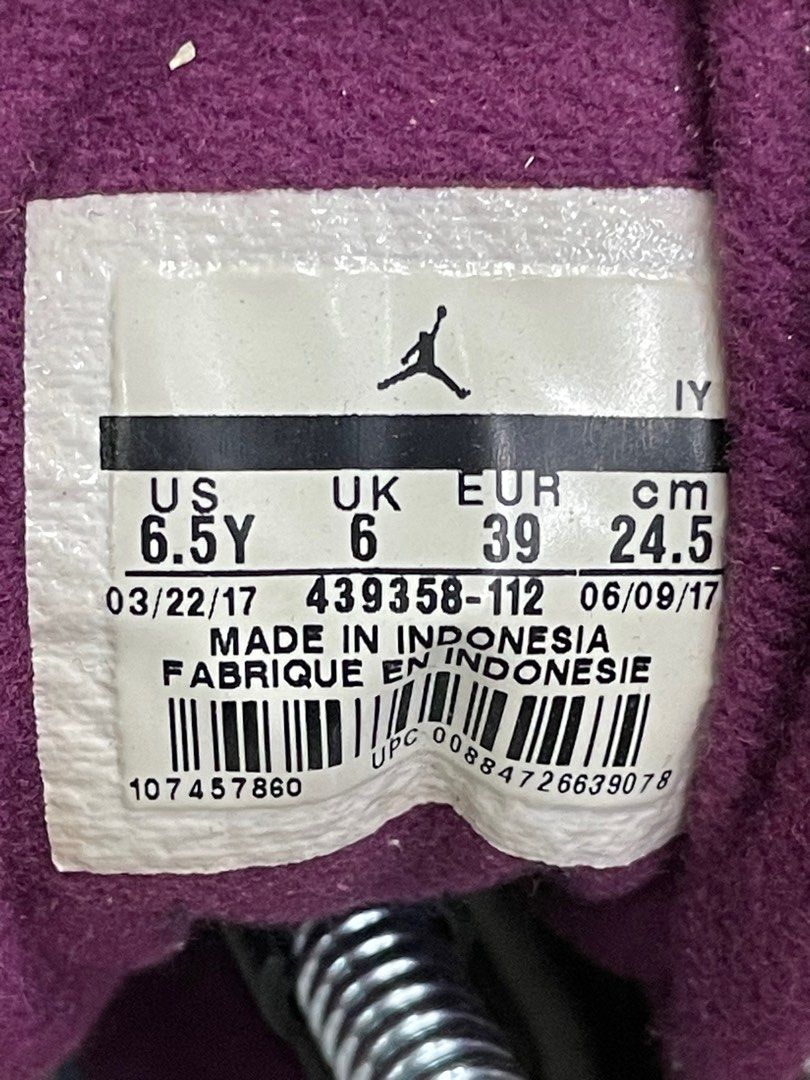 IY
US UK EUR cm
6.5Y 6 39 24.5
03/22/17 439358-112 06/09/17
MADE IN INDONESIA
FABRIQUE EN INDONESIE
UPC 00884726639078
107457860